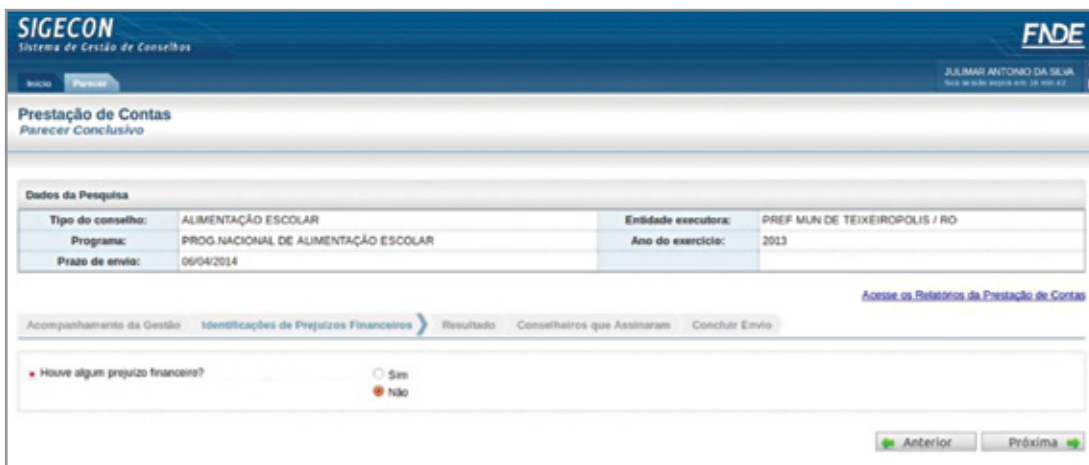 SIGECON
Sistema de Gestão de Conselhos
FNDE
Início Parecer
JULIMAR ANTONIO DA SILVA
Sua sessão expira em:
Prestação de Contas
Parecer Conclusivo
Dados da Pesquisa
Tipo do conselho: ALIMENTAÇÃO ESCOLAR Entidade executora: PREF MUN DE TEIXEIROPOLIS / RO
Programa: PROG.NACIONAL DE ALIMENTAÇÃO ESCOLAR Ano do exercício: 2013
Prazo de envio: 06/04/2014
Acesse os Relatórios da Prestação de Contas
Acompanhamento da Gestão Identificações de Prejuízos Financeiros Resultado Conselheiros que Assinaram Concluir Envio
Houve algum prejuízo financeiro? Sim
Não
Anterior Próxima